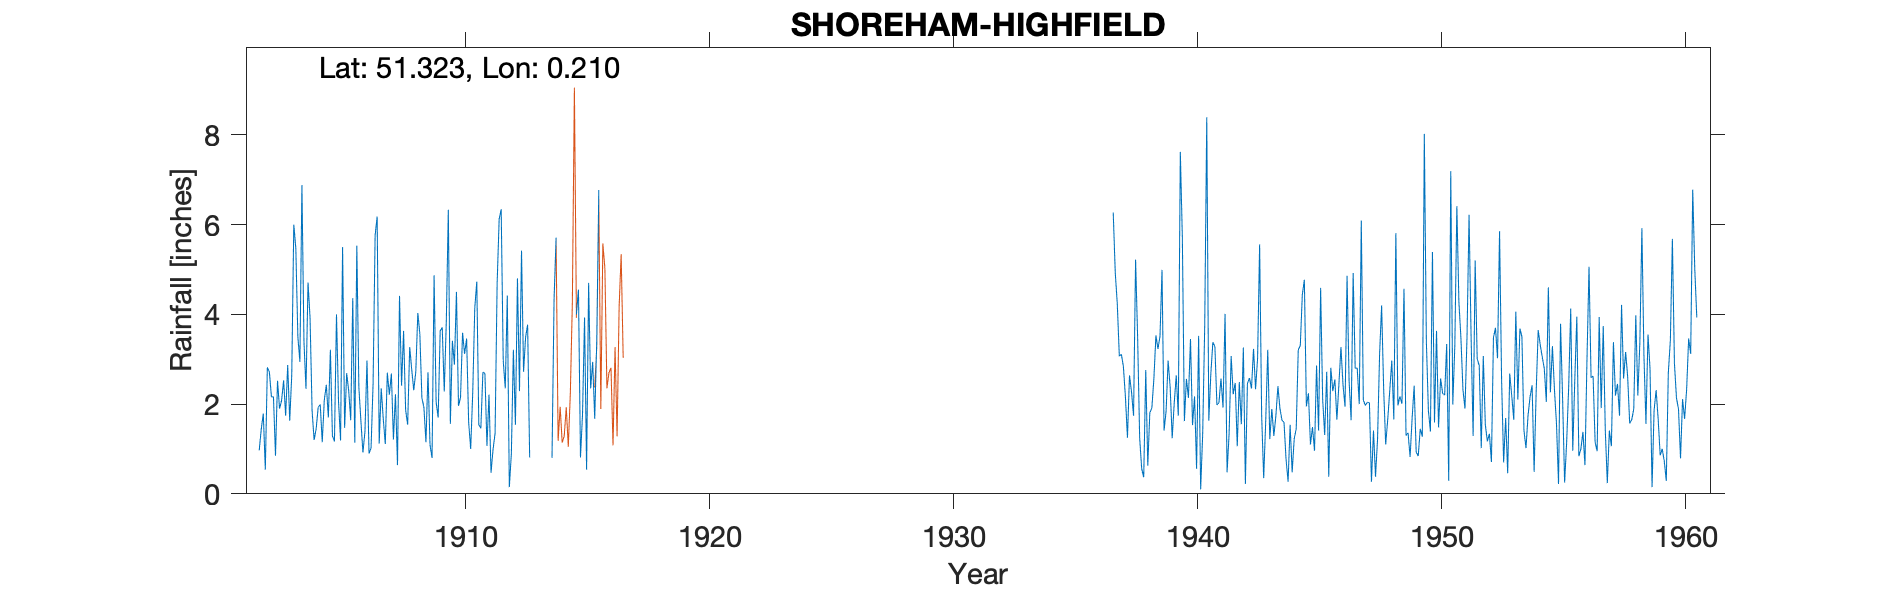 SHOREHAM-HIGHFIELD
Lat: 51.323, Lon: 0.210
Rainfall [inches]
8
6
4
2
0
1910 1920 1930 1940 1950 1960
Year